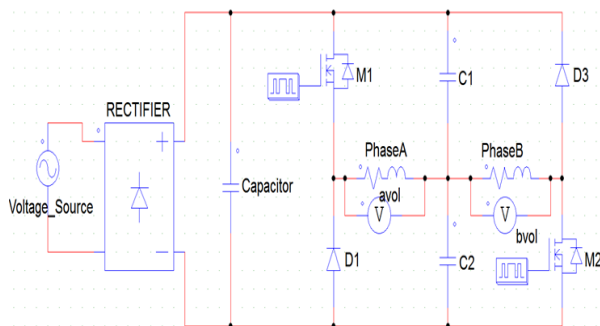 M1
C1
D3
RECTIFIER
+
PhaseA
PhaseB
Capacitor
avol
V
V
Voltage_Source
bvol
D1
C2
M2